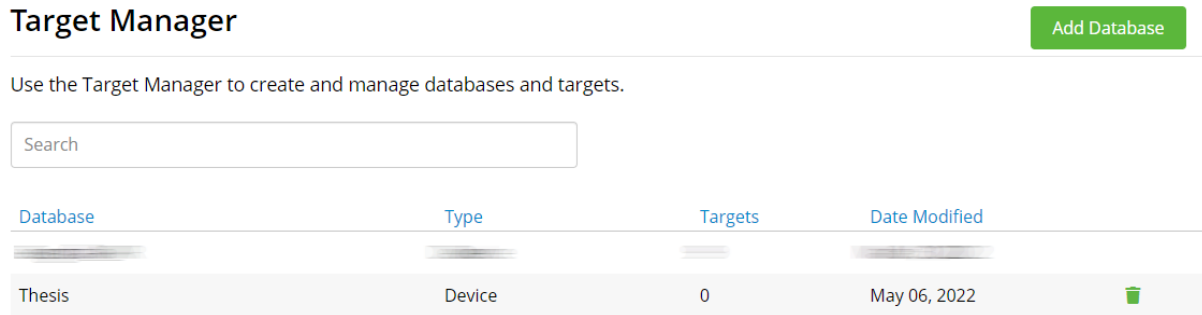 Target Manager
Add Database
Use the Target Manager to create and manage databases and targets.
Search
Database Type Targets Date Modified
Thesis Device 0 May 06, 2022